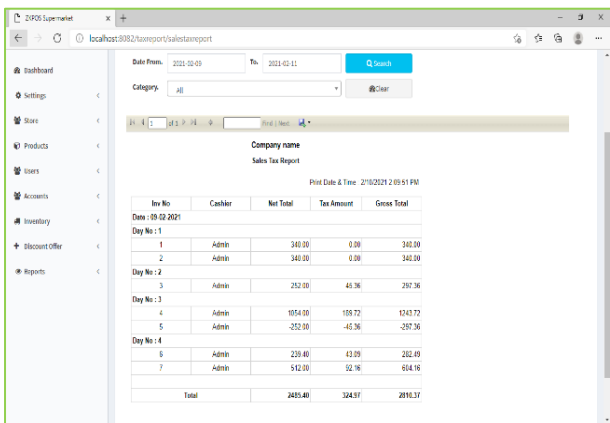 ZKPOS Supermarket
localhost:8082/taxreport/salestaxreport
Dashboard
Settings
Store
Products
Users
Accounts
Inventory
Discount Offer
Reports
Date From. 2021-02-09 To. 2021-02-11 Search
Category. All Clear
1 of 1 Find | Next
Company name
Sales Tax Report
Print Date & Time 2/10/2021 2:09:51 PM
Inv No Cashier Net Total Tax Amount Gross Total
Date : 09-02-2021
Day No : 1
1 Admin 340.00 0.00 340.00
2 Admin 340.00 0.00 340.00
Day No : 2
3 Admin 252.00 45.36 297.36
Day No : 3
4 Admin 1054.00 189.72 1243.72
5 Admin -252.00 -45.36 -297.36
Day No : 4
6 Admin 239.40 43.09 282.49
7 Admin 512.00 92.16 604.16
Total 2485.40 324.97 2810.37